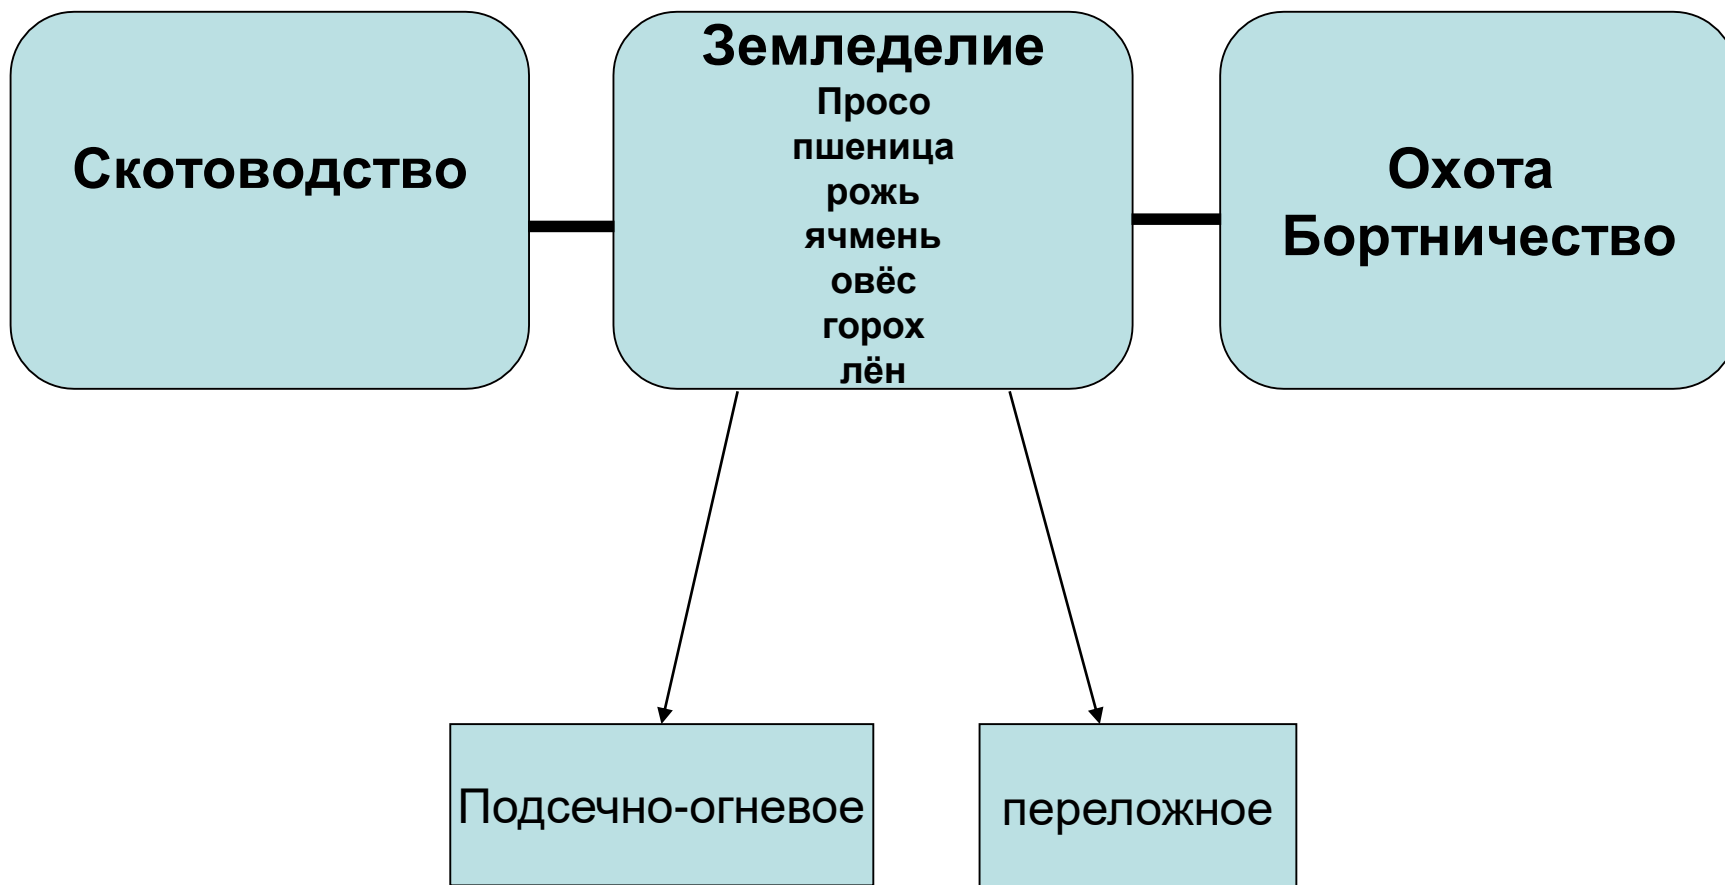 Скотоводство
Земледелие
Просо
пшеница
рожь
ячмень
овёс
горох
лён
Охота
Бортничество
Подсечно-огневое
переложное